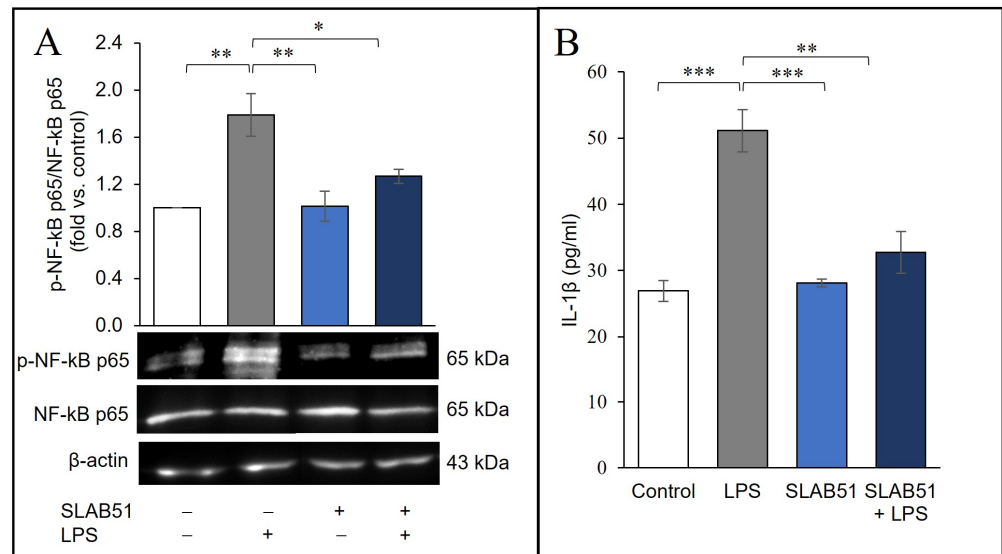 A
p-NF-kB p65/NF-kB p65
(fold vs. control)
2.4
2.0
1.6
1.2
0.8
0.4
0.0
*
** **
p-NF-kB p65 65 kDa
NF-kB p65 65 kDa
β-actin 43 kDa
SLAB51 – – + +
LPS – + – +
B
IL-1β (pg/ml)
60
50
40
30
20
10
0
**
*** ***
Control LPS SLAB51 SLAB51
+ LPS